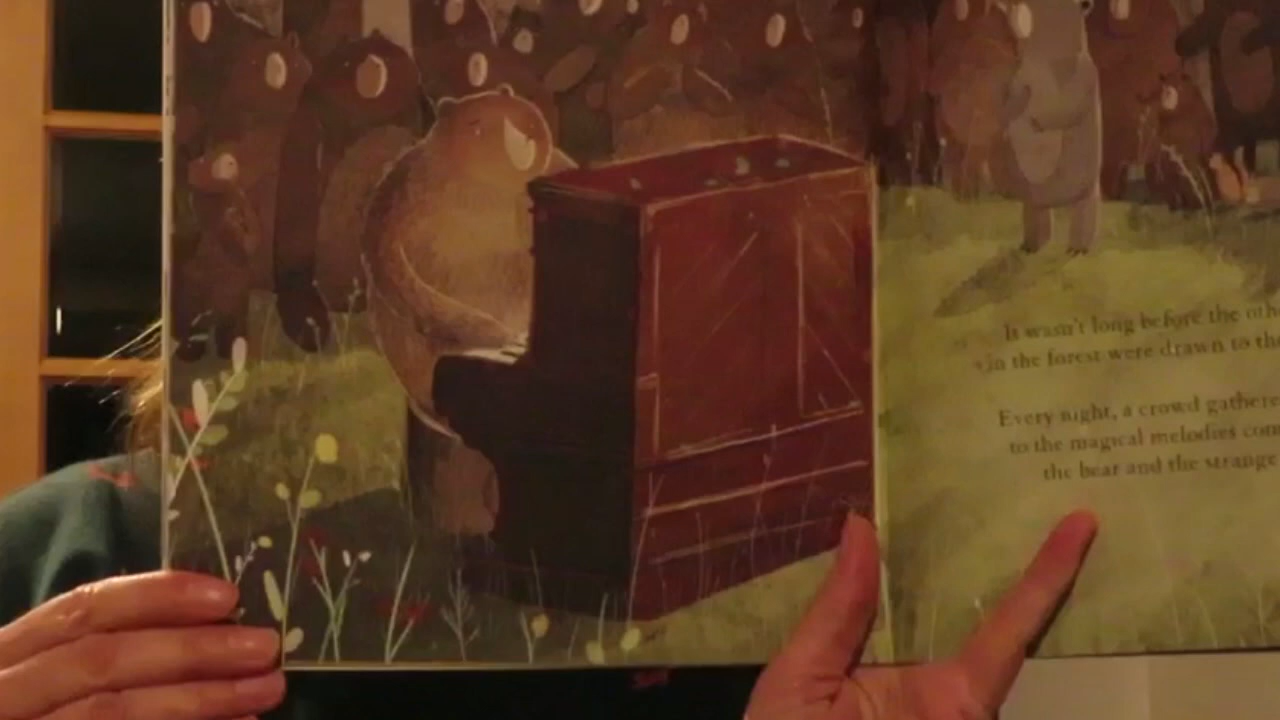 It wasn't long before the oth
in the forest were drawn to the
Every night, a crowd gathere
to the magical melodies com
the bear and the strange